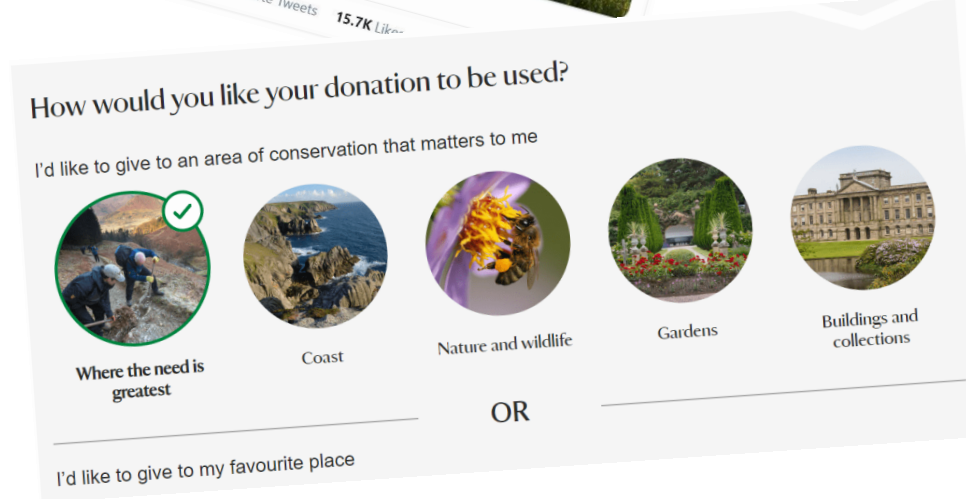 Tweets
15.7K Likes
How would you like your donation to be used?
I'd like to give to an area of conservation that matters to me
Where the need is
greatest
Coast
Nature and wildlife
Gardens
Buildings and
collections
OR
I'd like to give to my favourite place